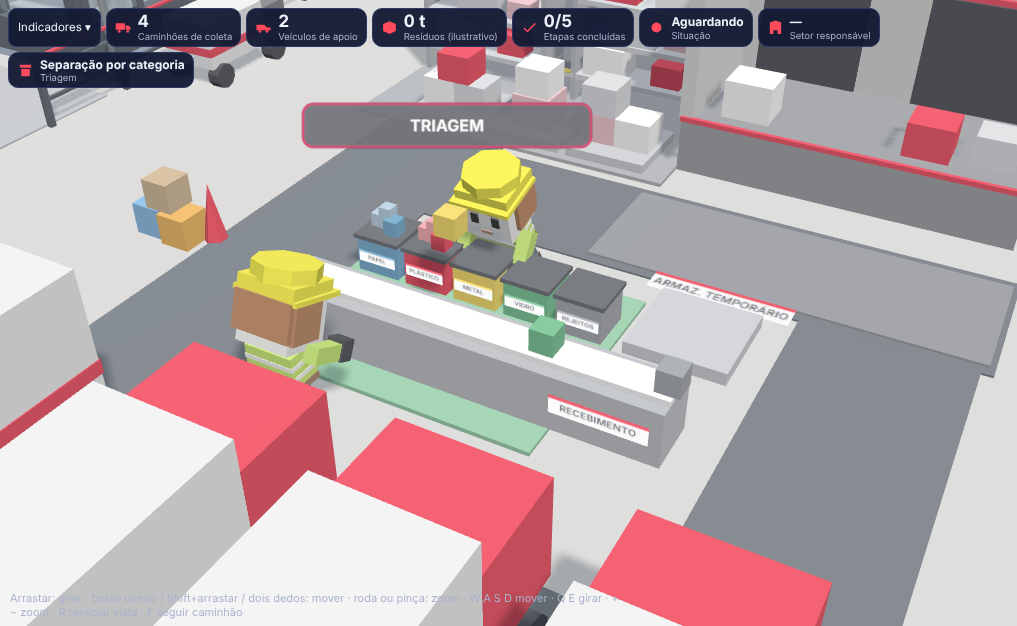 Indicadores ▾
4
Caminhões de coleta
2
Veículos de apoio
0 t
Resíduos (ilustrativo)
0/5
Etapas concluídas
Aguardando
Situação
—
Setor responsável
Separação por categoria
Triagem
TRIAGEM
PAPEL
PLÁSTICO
METAL
VIDRO
REJEITOS
ARMAZ. TEMPORÁRIO
RECEBIMENTO
Arrastar: girar · botão direito / Shift+arrastar / dois dedos: mover · roda ou pinça: zoom · W A S D mover · Q E girar · +
− zoom · R reiniciar vista · F seguir caminhão